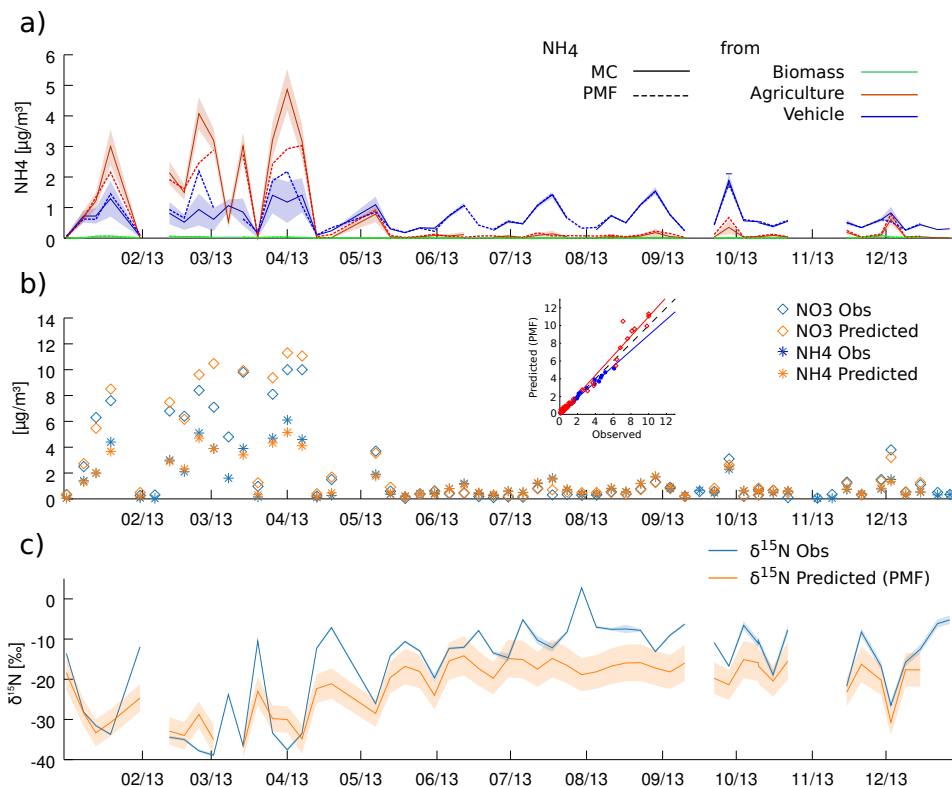 a)
NH4 from
MC Biomass
PMF Agriculture
Vehicle
NH4 [µg/m³]
6
5
4
3
2
1
0
02/13 03/13 04/13 05/13 06/13 07/13 08/13 09/13 10/13 11/13 12/13
b)
NO3 Obs
NO3 Predicted
NH4 Obs
NH4 Predicted
[µg/m³]
14
12
10
8
6
4
2
0
Predicted (PMF)
12
10
8
6
4
2
0
0 2 4 6 8 10 12
Observed
02/13 03/13 04/13 05/13 06/13 07/13 08/13 09/13 10/13 11/13 12/13
c)
δ15N Obs
δ15N Predicted (PMF)
δ15N [‰]
0
-10
-20
-30
-40
02/13 03/13 04/13 05/13 06/13 07/13 08/13 09/13 10/13 11/13 12/13